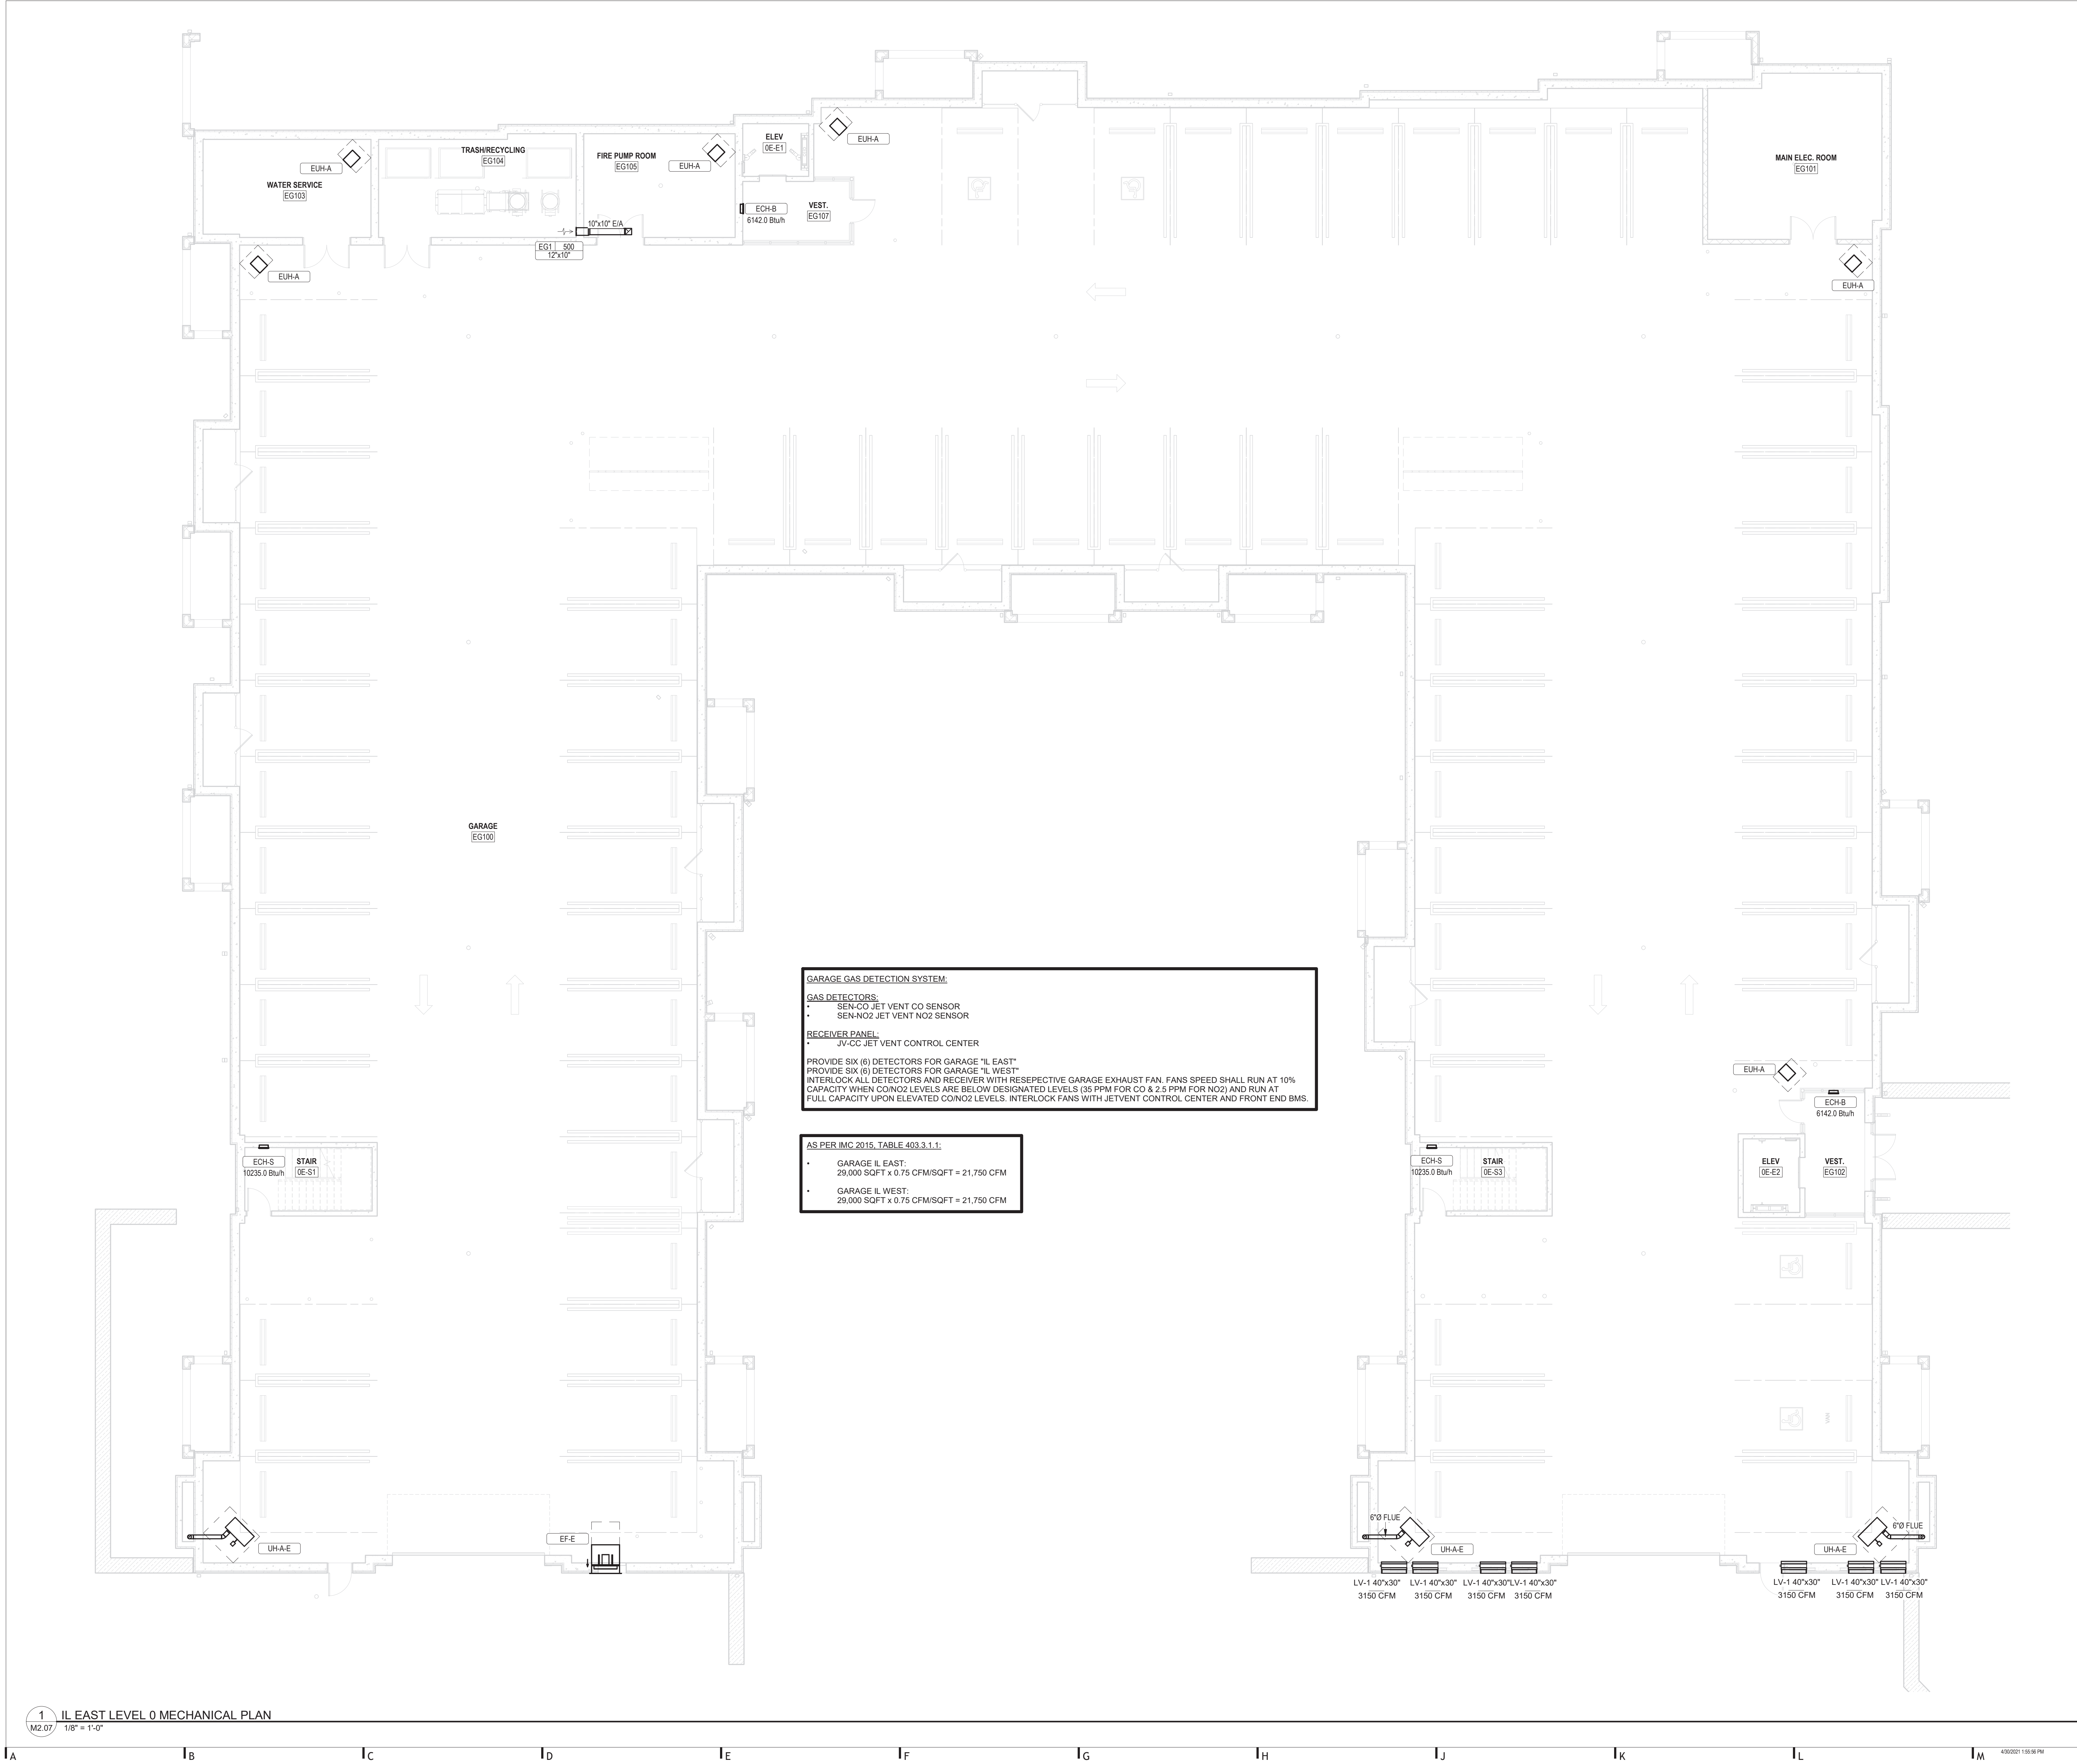 ELEV
0E-E1
EUH-A
TRASH/RECYCLING
EG104
FIRE PUMP ROOM
EG105
EUH-A
EUH-A
WATER SERVICE
EG103
MAIN ELEC. ROOM
EG101
ECH-B
6142.0 Btu/h
VEST.
EG107
10"x10" E/A
EG1 500
12"x10"
EUH-A
EUH-A
GARAGE
EG100
GARAGE GAS DETECTION SYSTEM:
GAS DETECTORS:
• SEN-CO JET VENT CO SENSOR
• SEN-NO2 JET VENT NO2 SENSOR
RECEIVER PANEL:
• JV-CC JET VENT CONTROL CENTER
PROVIDE SIX (6) DETECTORS FOR GARAGE "IL EAST"
PROVIDE SIX (6) DETECTORS FOR GARAGE "IL WEST"
INTERLOCK ALL DETECTORS AND RECEIVER WITH RESEPECTIVE GARAGE EXHAUST FAN. FANS SPEED SHALL RUN AT 10%
CAPACITY WHEN CO/NO2 LEVELS ARE BELOW DESIGNATED LEVELS (35 PPM FOR CO & 2.5 PPM FOR NO2) AND RUN AT
FULL CAPACITY UPON ELEVATED CO/NO2 LEVELS. INTERLOCK FANS WITH JETVENT CONTROL CENTER AND FRONT END BMS.
AS PER IMC 2015, TABLE 403.3.1.1:
• GARAGE IL EAST:
29,000 SQFT x 0.75 CFM/SQFT = 21,750 CFM
• GARAGE IL WEST:
29,000 SQFT x 0.75 CFM/SQFT = 21,750 CFM
EUH-A
ECH-B
6142.0 Btu/h
ECH-S
10235.0 Btu/h
STAIR
0E-S1
ECH-S
10235.0 Btu/h
STAIR
0E-S3
ELEV
0E-E2
VEST.
EG102
VAN
UH-A-E
EF-E
6"Ø FLUE
UH-A-E
6"Ø FLUE
UH-A-E
LV-1 40"x30"
3150 CFM
LV-1 40"x30"
3150 CFM
LV-1 40"x30"
3150 CFM
LV-1 40"x30"
3150 CFM
LV-1 40"x30"
3150 CFM
LV-1 40"x30"
3150 CFM
LV-1 40"x30"
3150 CFM
1
M2.07
IL EAST LEVEL 0 MECHANICAL PLAN
1/8" = 1'-0"
A B C D E F G H J K L M
4/30/2021 1:55:56 PM